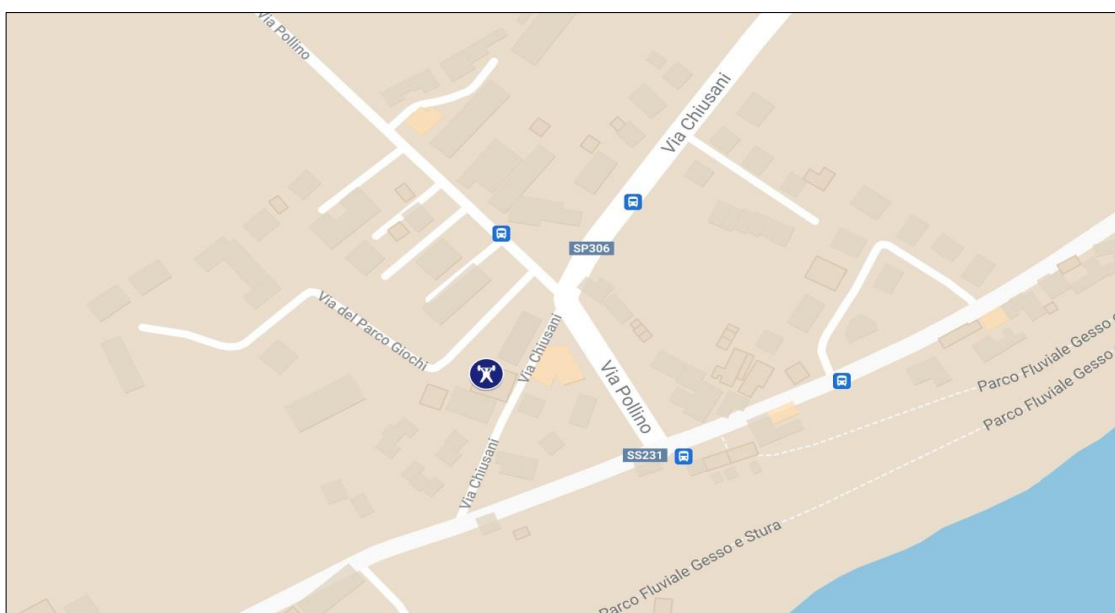 Via Pollino
Via Chiusani
SP306
Via del Parco Giochi
Via Chiusani
Via Pollino
Parco Fluviale Gesso e
Parco Fluviale Gesso
Via Chiusani
SS231
Parco Fluviale Gesso e Stura